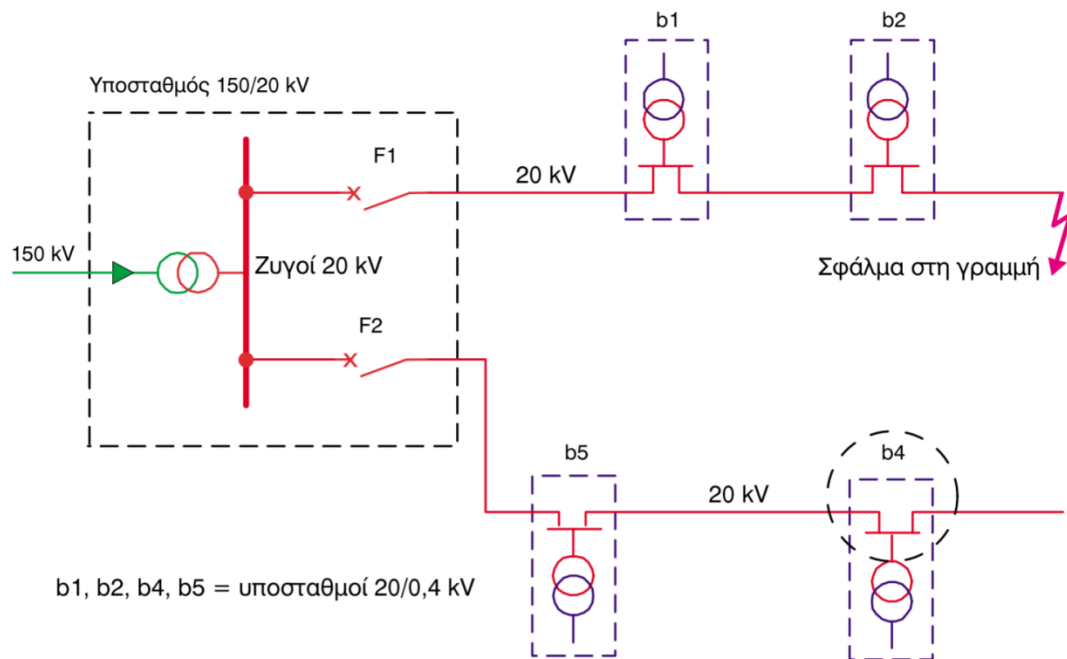 b1
b2
Υποσταθμός 150/20 kV
F1
20 kV
150 kV
Ζυγοί 20 kV
Σφάλμα στη γραμμή
F2
b5
b4
20 kV
b1, b2, b4, b5 = υποσταθμοί 20/0,4 kV